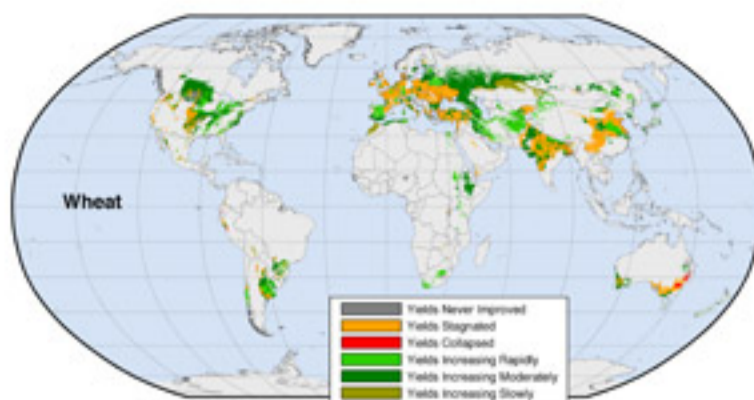 Wheat
Yields Never Improved
Yields Stagnated
Yields Collapsed
Yields Increasing Rapidly
Yields Increasing Moderately
Yields Increasing Slowly